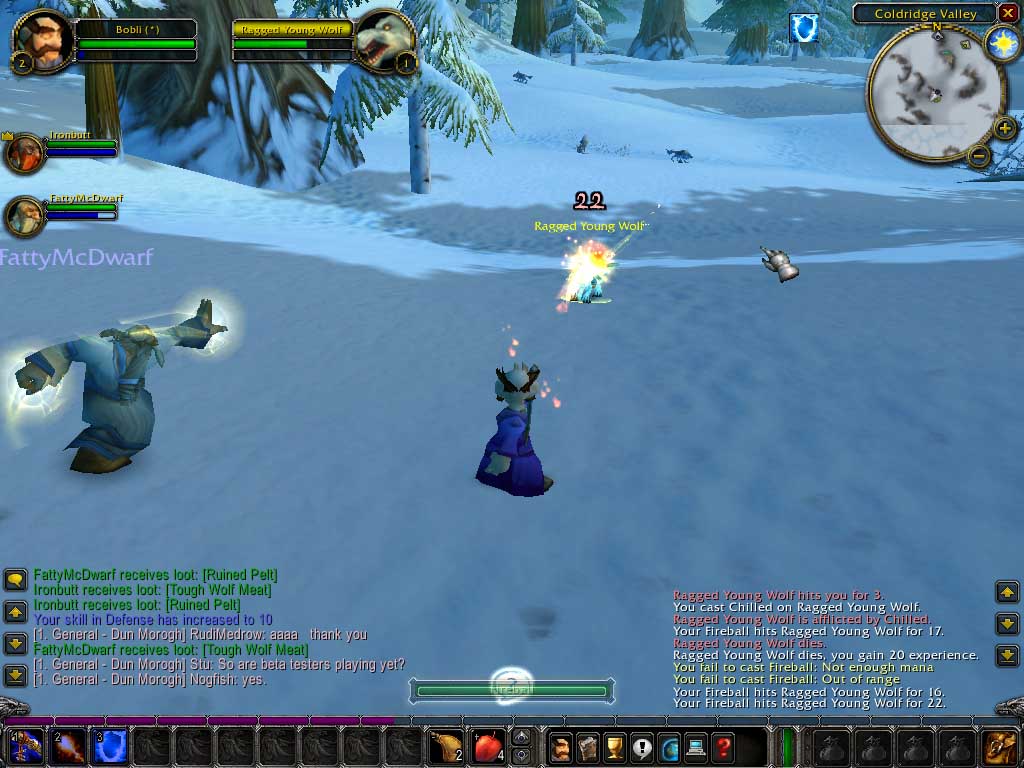 Bobli (*)
Ragged Young Wolf
Coldridge Valley
N
2
1
Ironbutt
FattyMcDwarf
FattyMcDwarf
22
Ragged Young Wolf
FattyMcDwarf receives loot: [Ruined Pelt]
Ironbutt receives loot: [Tough Wolf Meat]
Ironbutt receives loot: [Ruined Pelt]
Your skill in Defense has increased to 10
[1. General - Dun Morogh] RudiMedrow: aaaa thank you
FattyMcDwarf receives loot: [Tough Wolf Meat]
[1. General - Dun Morogh] Stu: So are beta testers playing yet?
[1. General - Dun Morogh] Nogfish: yes.
Ragged Young Wolf hits you for 3.
You cast Chilled on Ragged Young Wolf.
Ragged Young Wolf is afflicted by Chilled.
Your Fireball hits Ragged Young Wolf for 17.
Ragged Young Wolf dies.
Ragged Young Wolf dies, you gain 20 experience.
You fail to cast Fireball: Not enough mana
You fail to cast Fireball: Out of range
Your Fireball hits Ragged Young Wolf for 16.
Your Fireball hits Ragged Young Wolf for 22.
Fireball
1
2
3
2
4